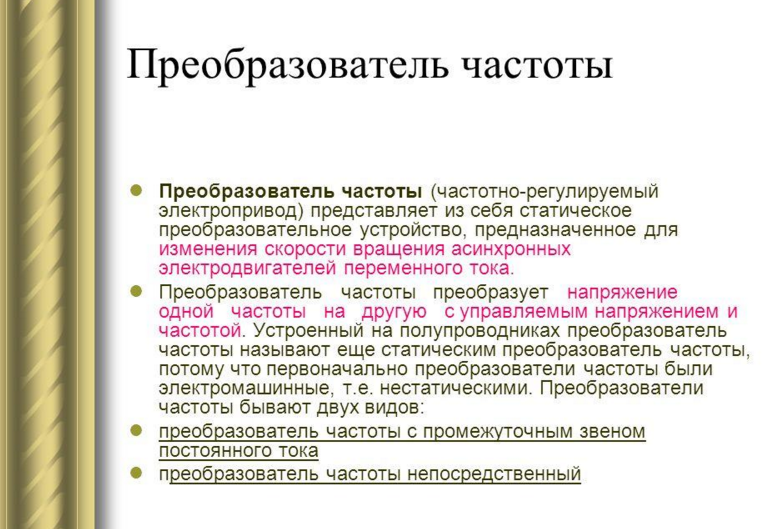 Преобразователь частоты
Преобразователь частоты (частотно-регулируемый
электропривод) представляет из себя статическое
преобразовательное устройство, предназначенное для
изменения скорости вращения асинхронных
электродвигателей переменного тока.
Преобразователь частоты преобразует напряжение
одной частоты на другую с управляемым напряжением и
частотой. Устроенный на полупроводниках преобразователь
частоты называют еще статическим преобразователь частоты,
потому что первоначально преобразователи частоты были
электромашинные, т.е. нестатическими. Преобразователи
частоты бывают двух видов:
преобразователь частоты с промежуточным звеном
постоянного тока
преобразователь частоты непосредственный